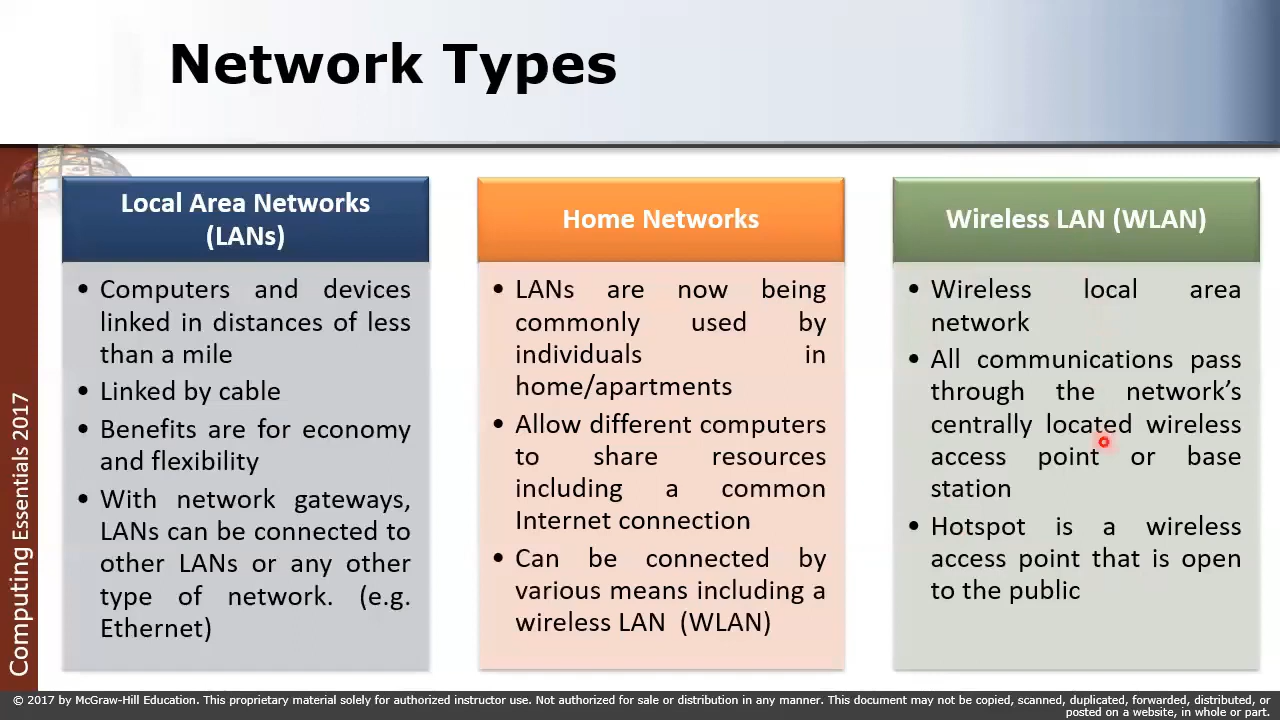 Network Types
Local Area Networks
(LANs)
• Computers and devices
linked in distances of less
than a mile
• Linked by cable
• Benefits are for economy
and flexibility
• With network gateways,
LANs can be connected to
other LANs or any other
type of network. (e.g.
Ethernet)
Home Networks
• LANs are now being
commonly used by
individuals in
home/apartments
• Allow different computers
to share resources
including a common
Internet connection
• Can be connected by
various means including a
wireless LAN (WLAN)
Wireless LAN (WLAN)
• Wireless local area
network
• All communications pass
through the network’s
centrally located wireless
access point or base
station
• Hotspot is a wireless
access point that is open
to the public
Computing Essentials 2017
© 2017 by McGraw-Hill Education. This proprietary material solely for authorized instructor use. Not authorized for sale or distribution in any manner. This document may not be copied, scanned, duplicated, forwarded, distributed, or
posted on a website, in whole or part.